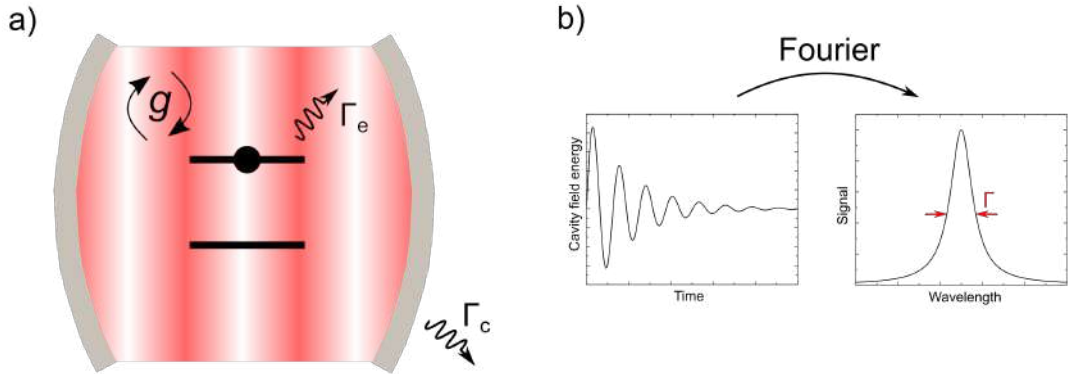 a)
g
Γe
Γc
b)
Fourier
Cavity field energy
Time
Signal
Γ
Wavelength